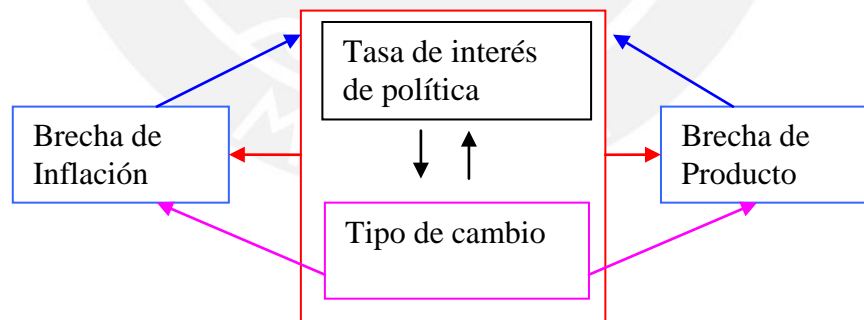 Tasa de interés
de política
Brecha de
Inflación
Brecha de
Producto
Tipo de cambio